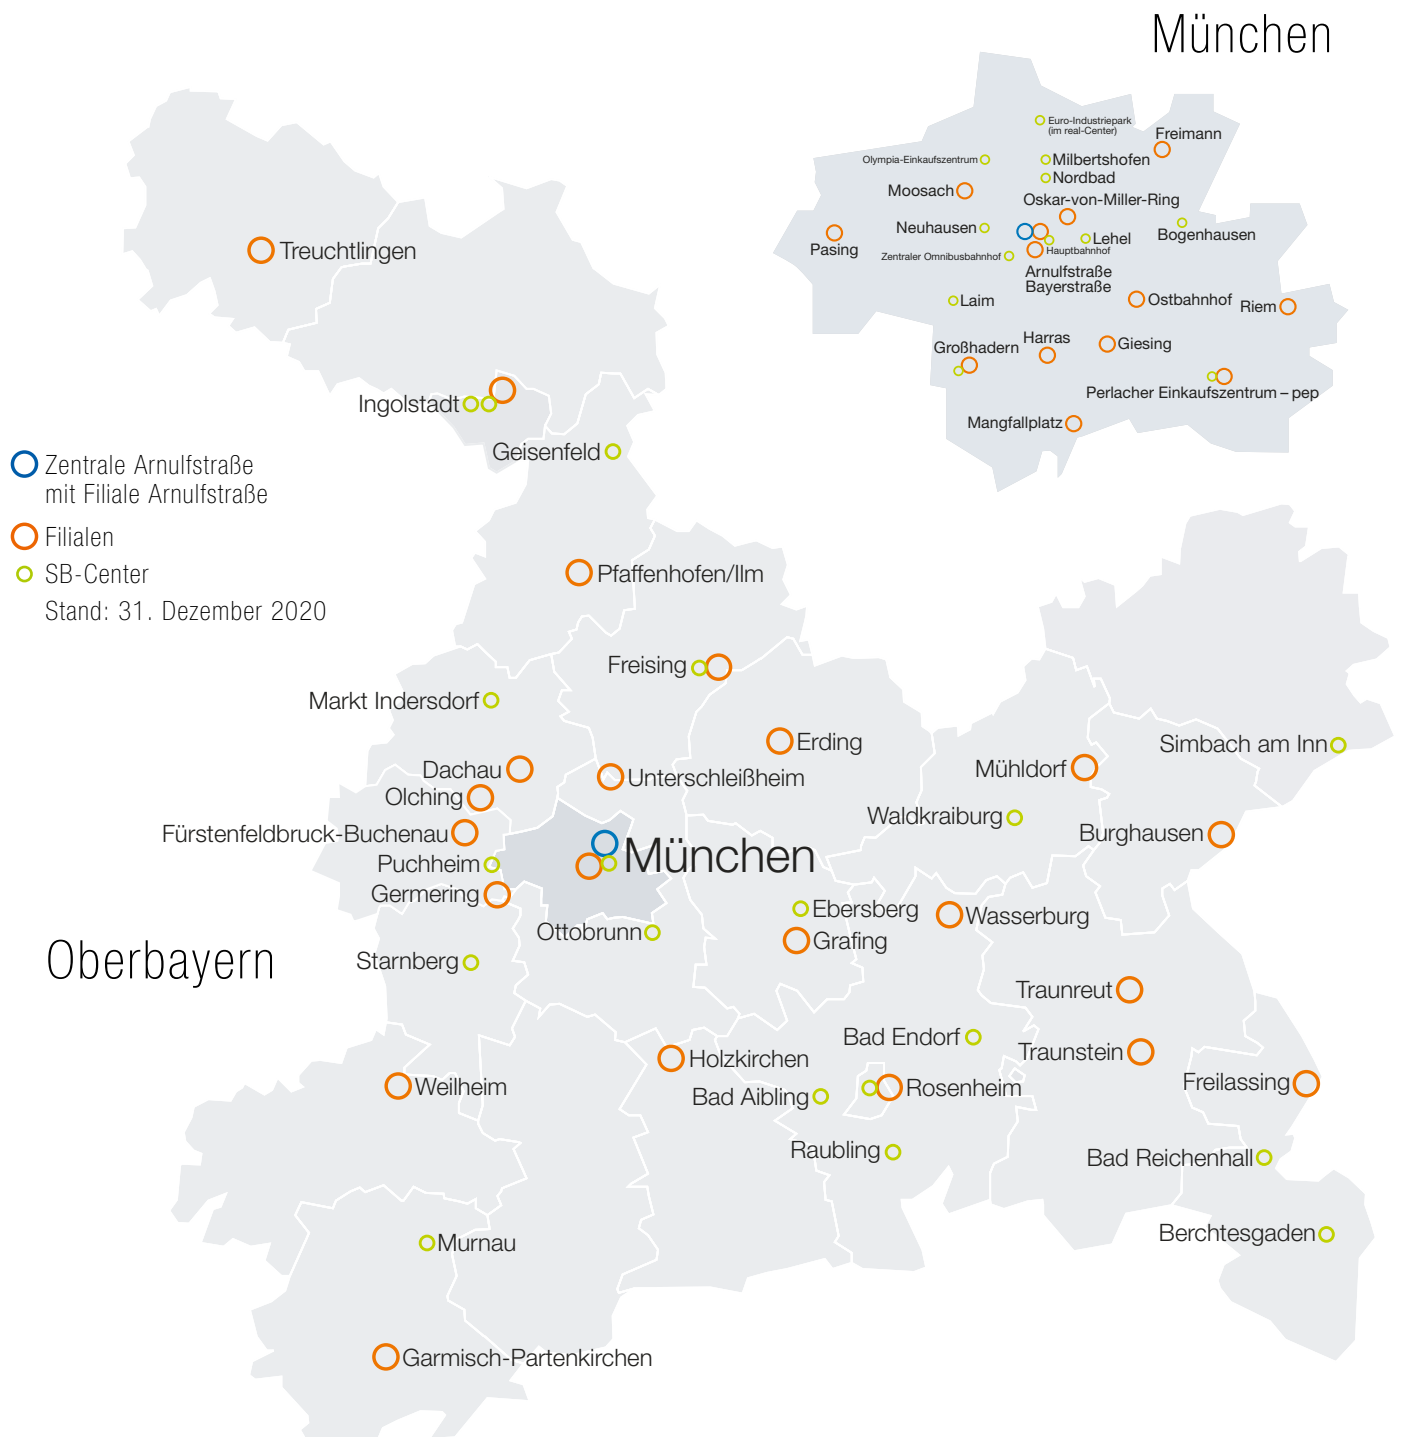 München
Euro-Industriepark
(im real-Center)
Freimann
Olympia-Einkaufszentrum
Milbertshofen
Nordbad
Moosach
Oskar-von-Miller-Ring
Neuhausen
Lehel
Bogenhausen
Pasing
Zentraler Omnibusbahnhof
Hauptbahnhof
Arnulfstraße
Bayerstraße
Laim
Ostbahnhof
Riem
Großhadern
Harras
Giesing
Perlacher Einkaufszentrum – pep
Mangfallplatz
Treuchtlingen
Ingolstadt
Geisenfeld
Zentrale Arnulfstraße
mit Filiale Arnulfstraße
Filialen
SB-Center
Stand: 31. Dezember 2020
Pfaffenhofen/Ilm
Freising
Markt Indersdorf
Erding
Simbach am Inn
Dachau
Unterschleißheim
Mühldorf
Olching
Waldkraiburg
Fürstenfeldbruck-Buchenau
Burghausen
München
Puchheim
Germering
Ebersberg
Wasserburg
Ottobrunn
Grafing
Oberbayern
Starnberg
Traunreut
Bad Endorf
Traunstein
Holzkirchen
Freilassing
Weilheim
Rosenheim
Bad Aibling
Raubling
Bad Reichenhall
Berchtesgaden
Murnau
Garmisch-Partenkirchen